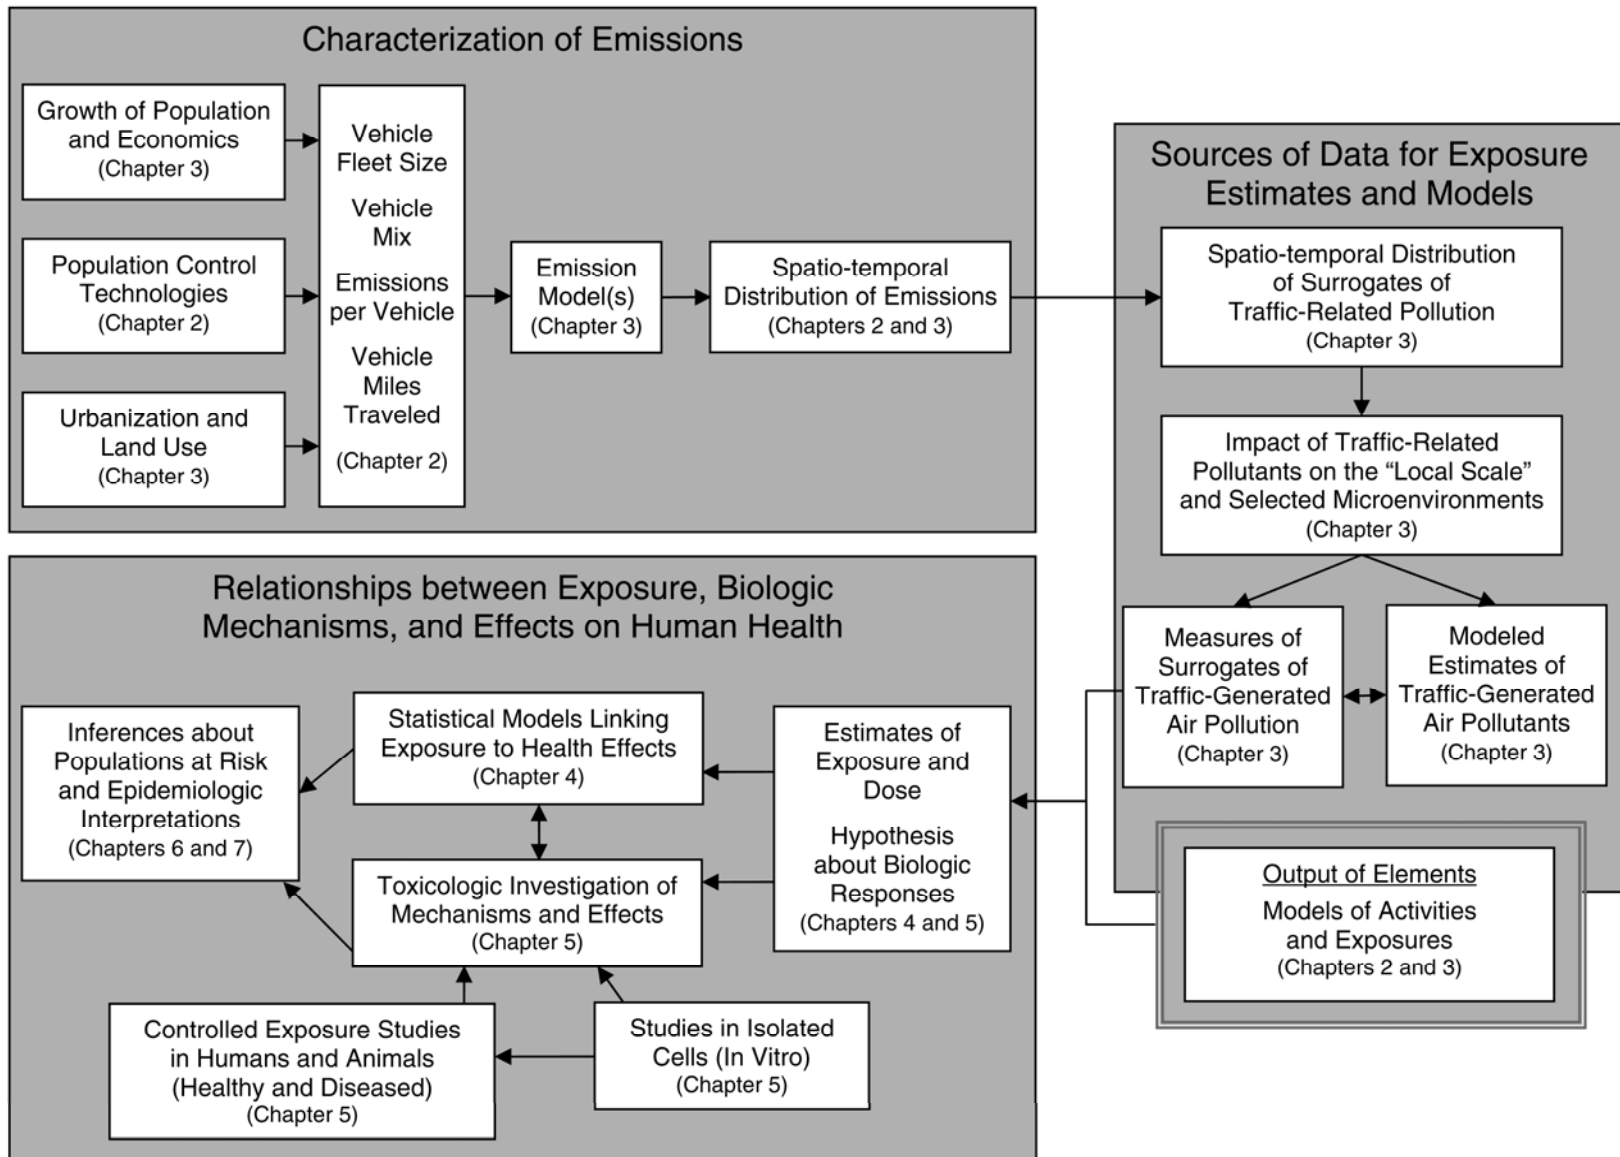 Characterization of Emissions
Growth of Population
and Economics
(Chapter 3)
Population Control
Technologies
(Chapter 2)
Urbanization and
Land Use
(Chapter 3)
Vehicle
Fleet Size
Vehicle
Mix
Emissions
per Vehicle
Vehicle
Miles
Traveled
(Chapter 2)
Emission
Model(s)
(Chapter 3)
Spatio-temporal
Distribution of Emissions
(Chapters 2 and 3)
Sources of Data for Exposure
Estimates and Models
Spatio-temporal Distribution
of Surrogates of
Traffic-Related Pollution
(Chapter 3)
Impact of Traffic-Related
Pollutants on the “Local Scale”
and Selected Microenvironments
(Chapter 3)
Measures of
Surrogates of
Traffic-Generated
Air Pollution
(Chapter 3)
Modeled
Estimates of
Traffic-Generated
Air Pollutants
(Chapter 3)
Output of Elements
Models of Activities
and Exposures
(Chapters 2 and 3)
Relationships between Exposure, Biologic
Mechanisms, and Effects on Human Health
Inferences about
Populations at Risk
and Epidemiologic
Interpretations
(Chapters 6 and 7)
Statistical Models Linking
Exposure to Health Effects
(Chapter 4)
Toxicologic Investigation of
Mechanisms and Effects
(Chapter 5)
Estimates of
Exposure and
Dose
Hypothesis
about Biologic
Responses
(Chapters 4 and 5)
Controlled Exposure Studies
in Humans and Animals
(Healthy and Diseased)
(Chapter 5)
Studies in Isolated
Cells (In Vitro)
(Chapter 5)